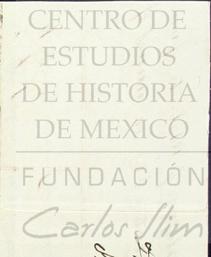 CENTRO DE
ESTUDIOS
DE HISTORIA
DE MEXICO
FUNDACIÓN
Carlos Slim